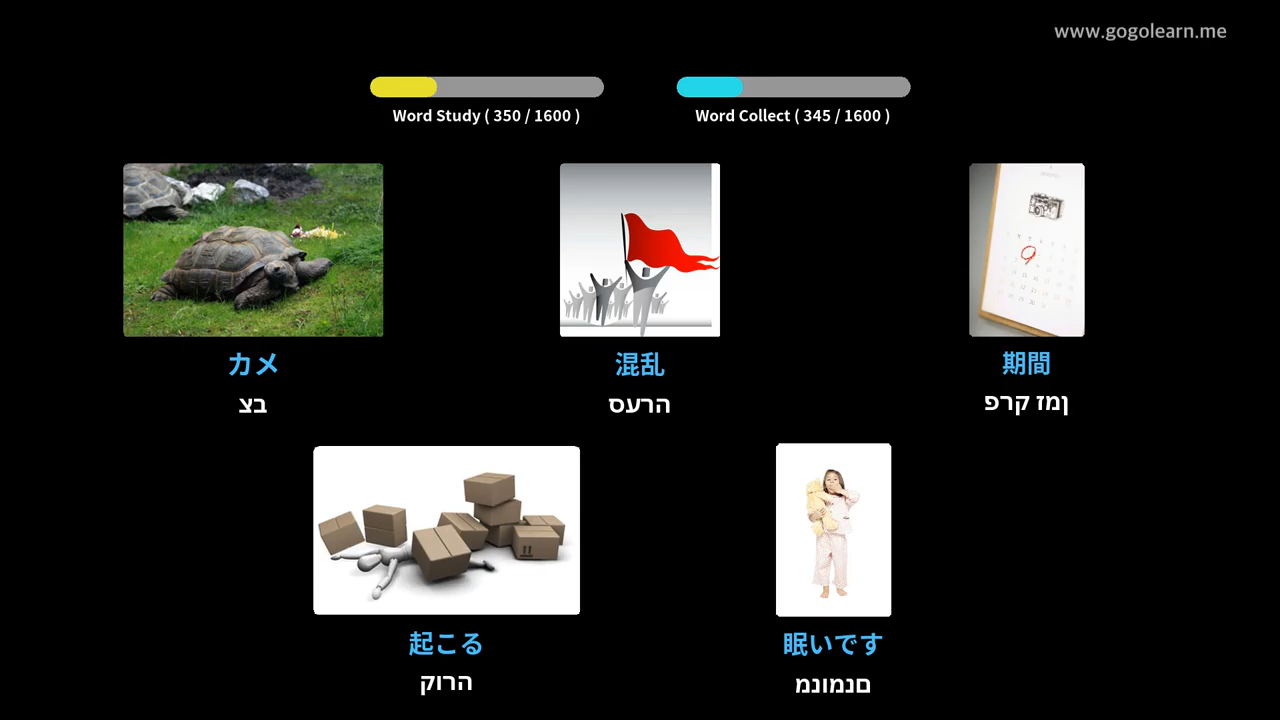 www.gogolearn.me
Word Study ( 350 / 1600 )
Word Collect ( 345 / 1600 )
カメ
混乱
期間
בצ
הרעס
ןמז קרפ
起こる
眠いです
הרוק
םנמונמ